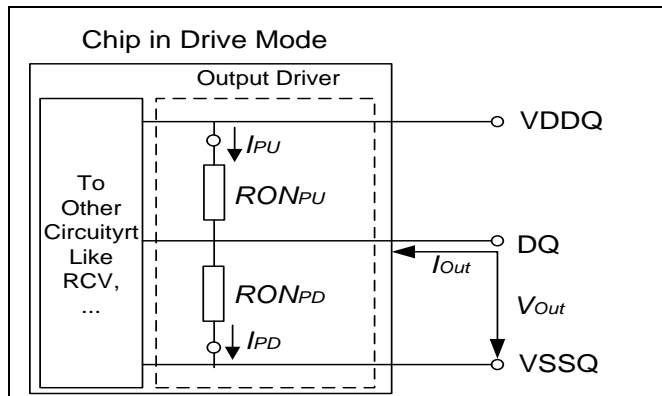 Chip in Drive Mode
Output Driver
VDDQ
IPU
To
Other
Circuityrt
Like
RCV,
...
RONPU
DQ
IOut
RONPD
VOut
IPD
VSSQ